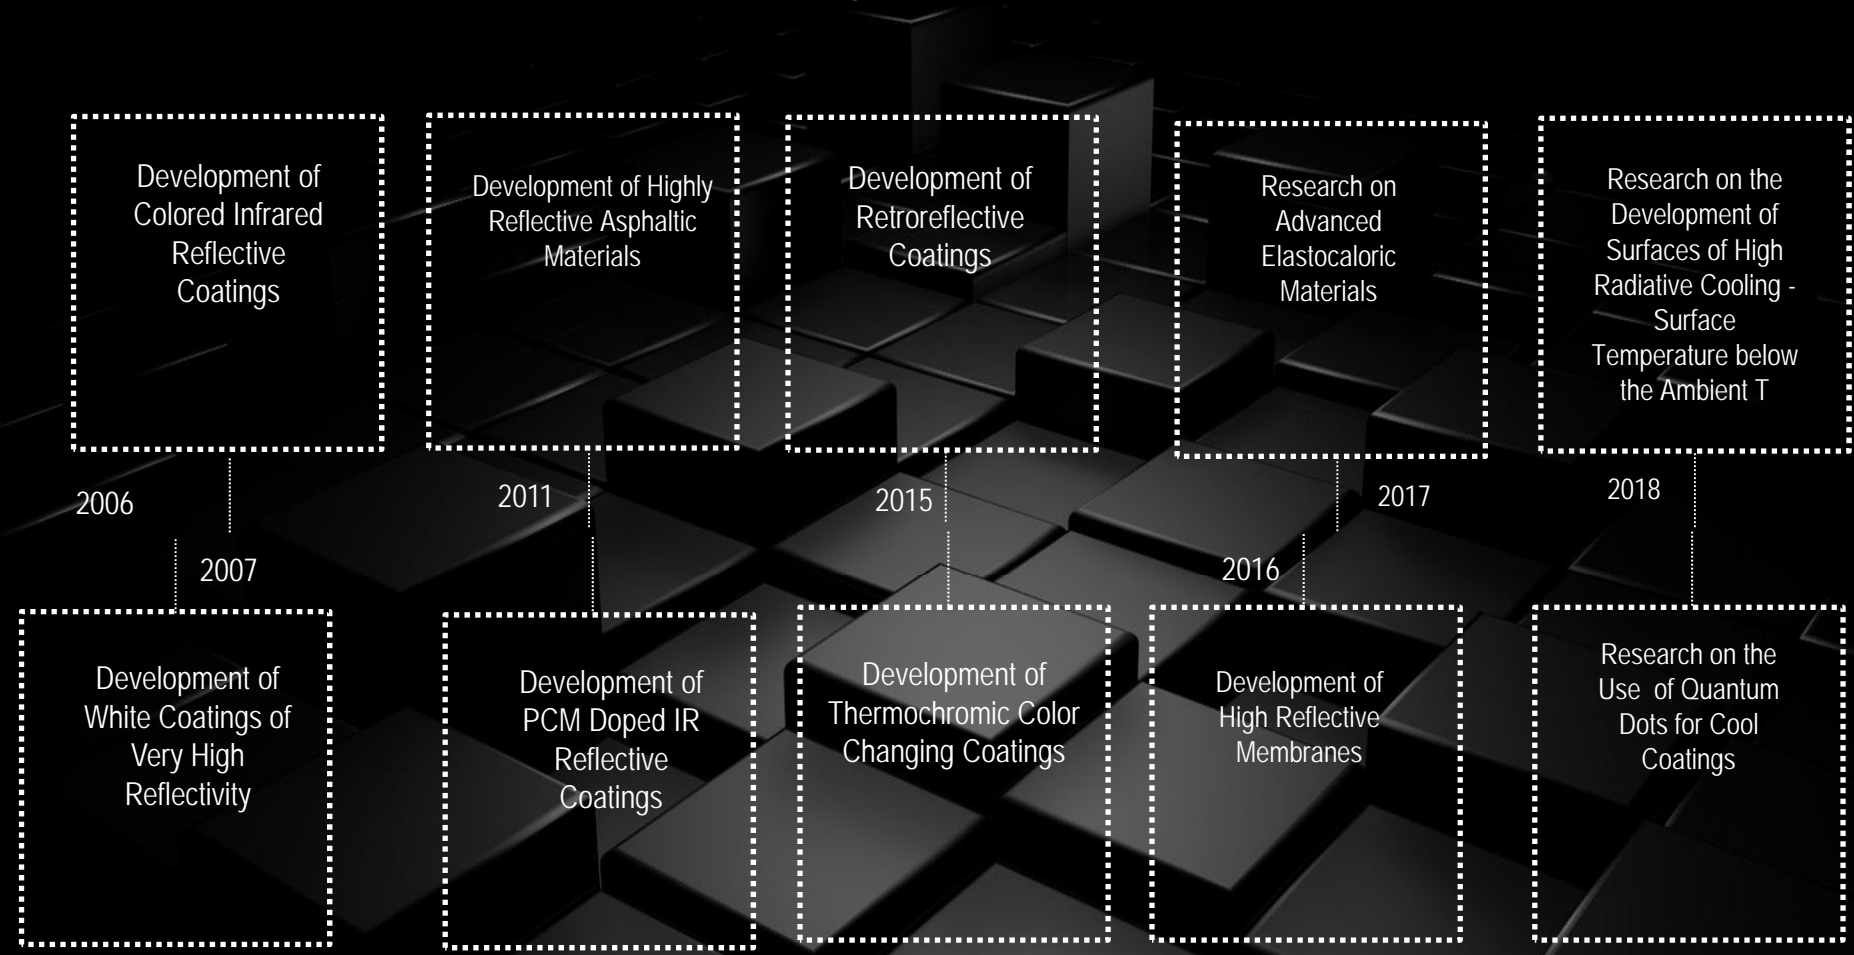 Development of
Colored Infrared
Reflective
Coatings
Development of Highly
Reflective Asphaltic
Materials
Development of
Retroreflective
Coatings
Research on
Advanced
Elastocaloric
Materials
Research on the
Development of
Surfaces of High
Radiative Cooling -
Surface
Temperature below
the Ambient T
2006
2007
2011
2015
2016
2017
2018
Development of
White Coatings of
Very High
Reflectivity
Development of
PCM Doped IR
Reflective
Coatings
Development of
Thermochromic Color
Changing Coatings
Development of
High Reflective
Membranes
Research on the
Use of Quantum
Dots for Cool
Coatings